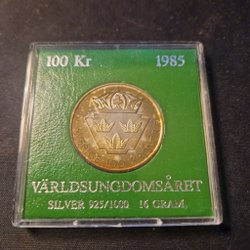 100 Kr 1985
VÄRLDSUNGDOMSÅRET
SILVER 925/1000 16 GRAM